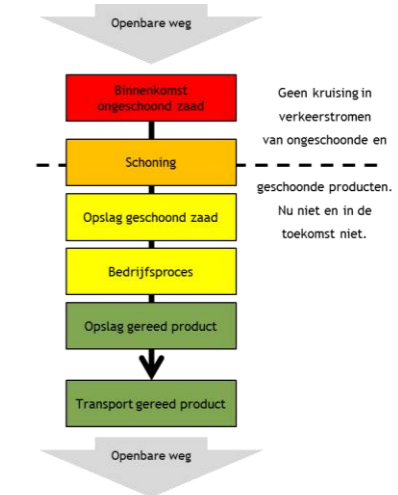 Openbare weg
Binnenkomst
ongeschoond zaad
Geen kruising in
verkeerstromen
van ongeschoonde en
Schoning
geschoonde producten.
Nu niet en in de
toekomst niet.
Opslag geschoond zaad
Bedrijfsproces
Opslag gereed product
Transport gereed product
Openbare weg